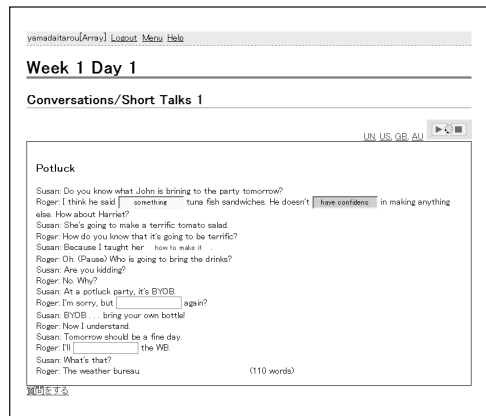 yamadaitarou[Array] Logout Menu Help
Week 1 Day 1
Conversations/Short Talks 1
UN, US, GB, AU
Potluck
Susan: Do you know what John is brining to the party tomorrow?
Roger: I think he said something tuna fish sandwiches. He doesn't have confidens in making anything
else. How about Harriet?
Susan: She's going to make a terrific tomato salad.
Roger: How do you know that it's going to be terrific?
Susan: Because I taught her how to make it .
Roger: Oh. (Pause) Who is going to bring the drinks?
Susan: Are you kidding?
Roger: No. Why?
Susan: At a potluck party, it's BYOB.
Roger: I'm sorry, but again?
Susan: BYOB . . . bring your own bottle!
Roger: Now I understand.
Susan: Tomorrow should be a fine day.
Roger: I'll the WB.
Susan: What's that?
Roger: The weather bureau. (110 words)
質問をする